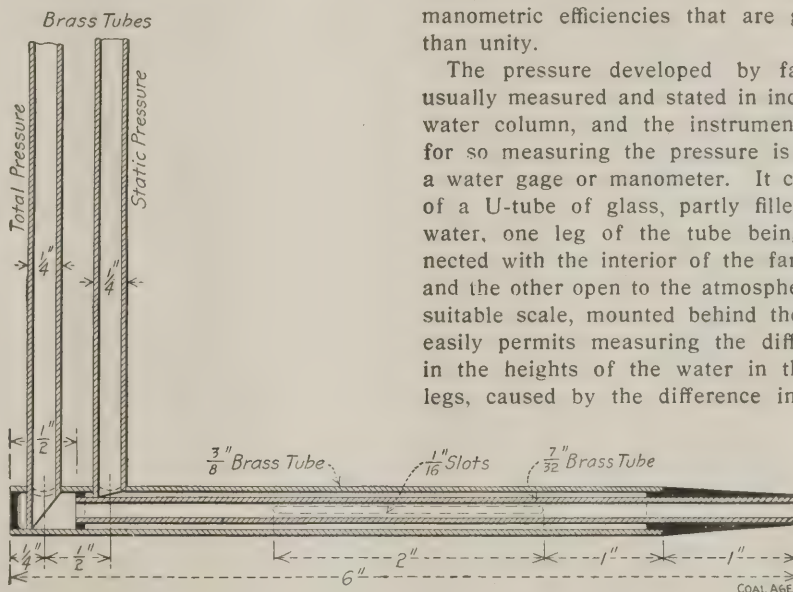 manometric efficiencies that are g
than unity.
The pressure developed by fa
usually measured and stated in inc
water column, and the instrumen
for so measuring the pressure is
a water gage or manometer. It c
of a U-tube of glass, partly fille
water, one leg of the tube bein
nected with the interior of the fa
and the other open to the atmosphe
suitable scale, mounted behind the
easily permits measuring the diff
in the heights of the water in th
legs, caused by the difference in
Brass Tubes
Total Pressure
Static Pressure
1/4"
1/4"
1/2"
3/8" Brass Tube
1/16" Slots
7/32" Brass Tube
1/4"
1/2"
2"
1"
1"
6"
COAL AGE